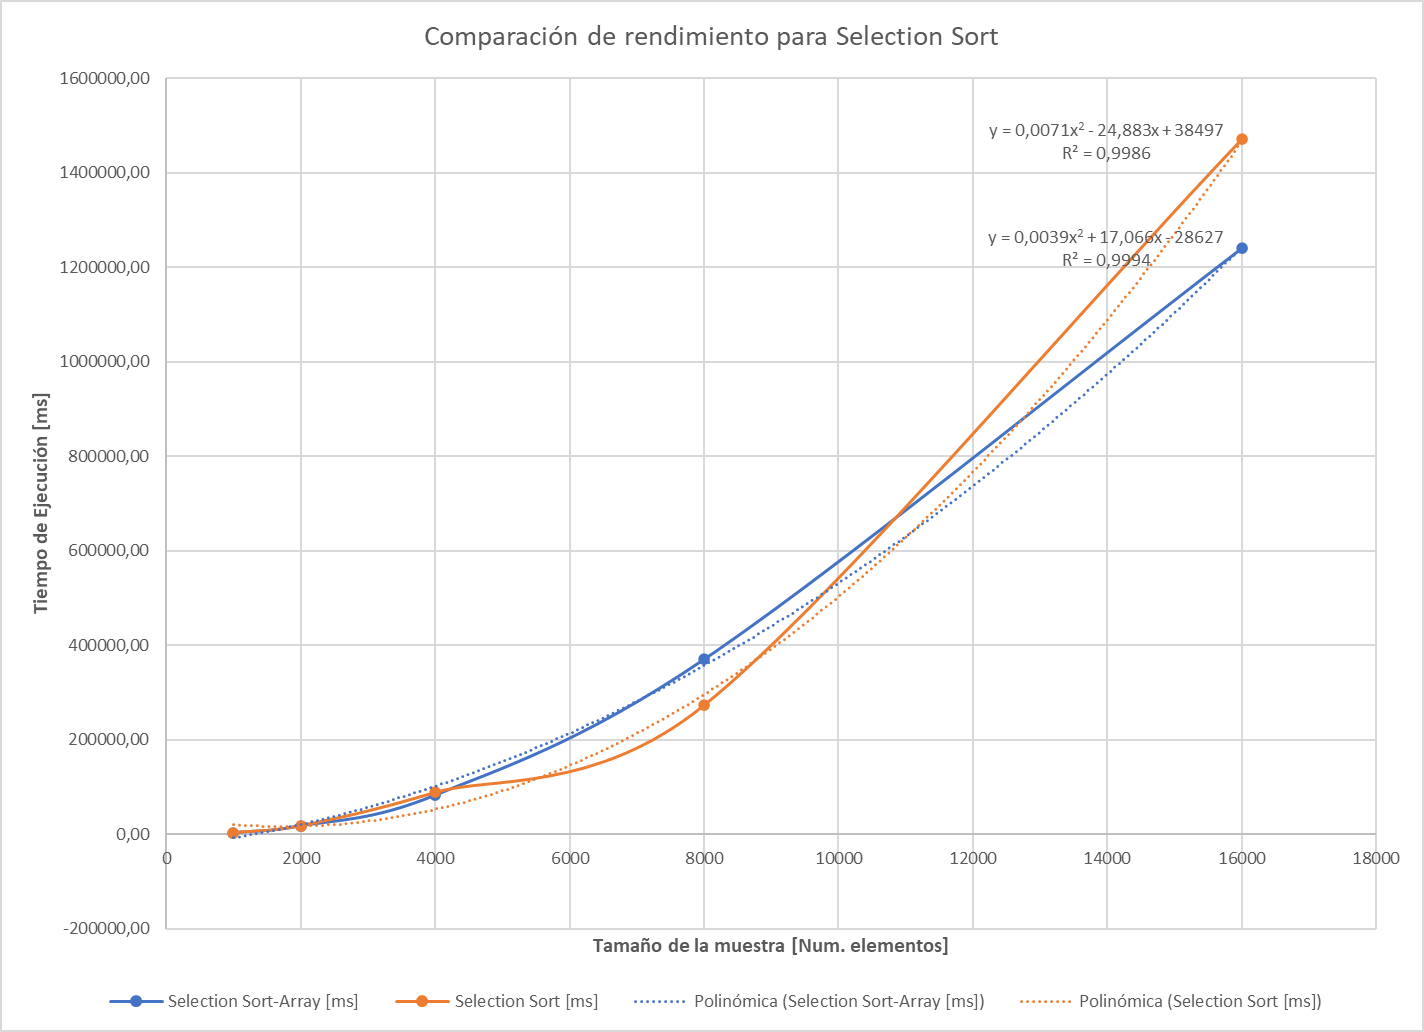 Comparación de rendimiento para Selection Sort
1600000,00
1400000,00
1200000,00
1000000,00
800000,00
600000,00
400000,00
200000,00
0,00
-200000,00
Tiempo de Ejecución [ms]
y = 0,0071x² - 24,883x + 38497
R² = 0,9986
y = 0,0039x² + 17,066x - 28627
R² = 0,9994
0 2000 4000 6000 8000 10000 12000 14000 16000 18000
Tamaño de la muestra [Num. elementos]
Selection Sort-Array [ms] Selection Sort [ms] Polinómica (Selection Sort-Array [ms]) Polinómica (Selection Sort [ms])